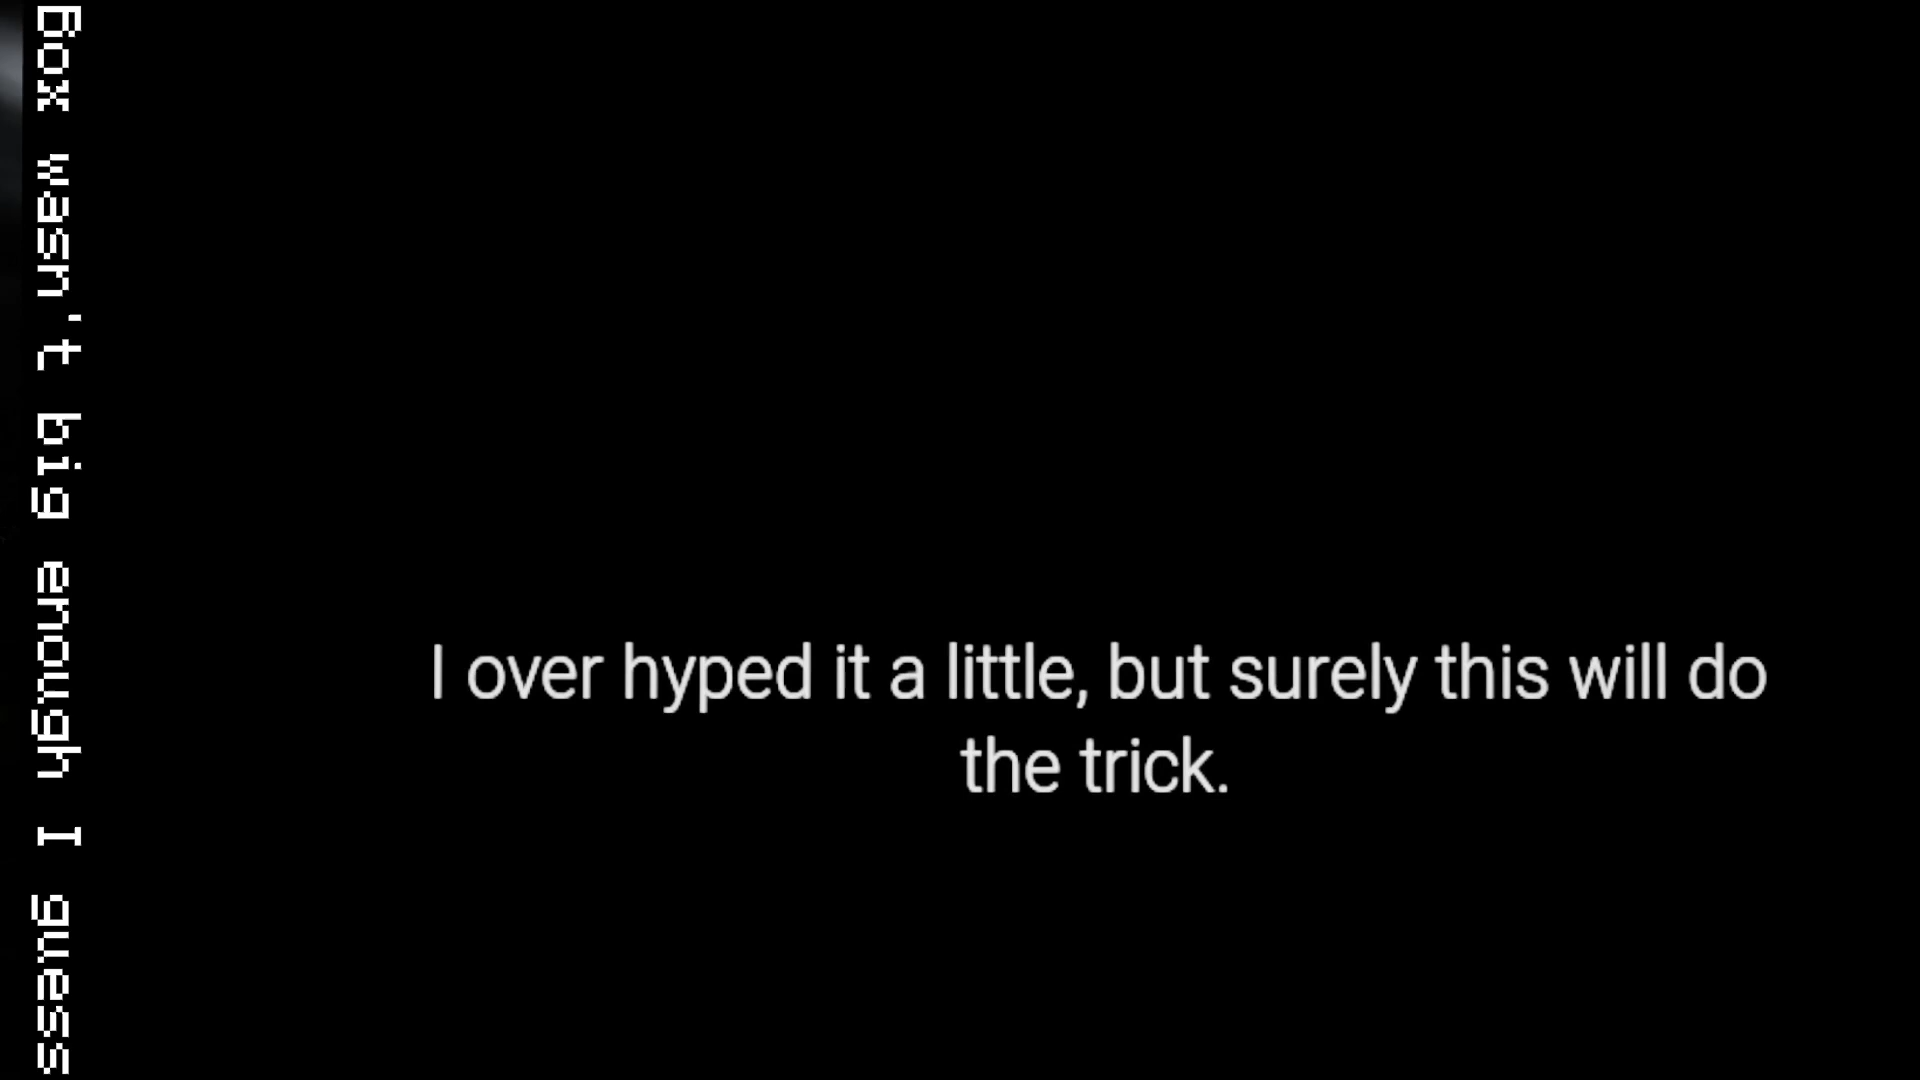 Box wasn't big enough I guess
I over hyped it a little, but surely this will do
the trick.